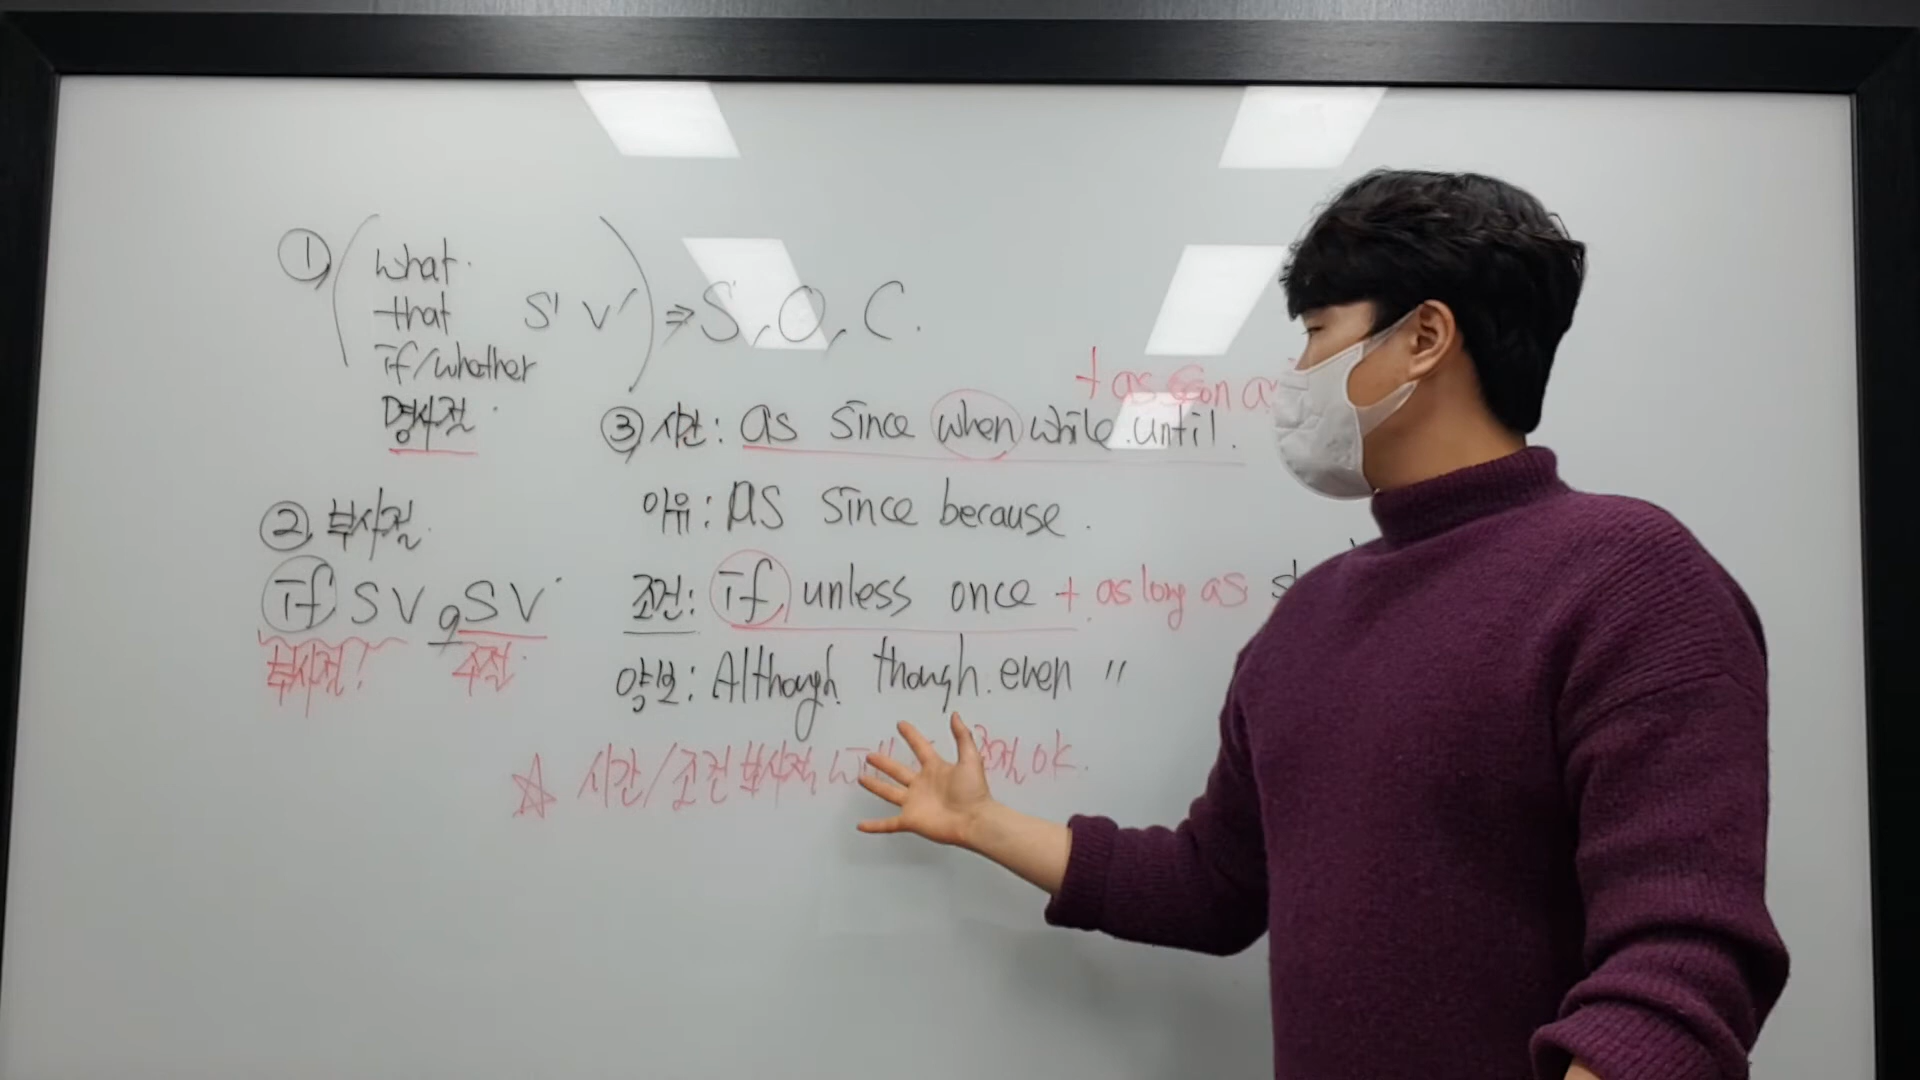 ① what.
that S' V' ⇒ S, O, C.
if/whether
명사절.
② 부사절.
if S V , S V.
부사절! 주절.
+ as soon a
③ 시간: as since when while. until.
이유: AS since because.
조건: if unless once + as long as
양보: Although. though. even 〃
☆ 시간/조건 부사절 OK.